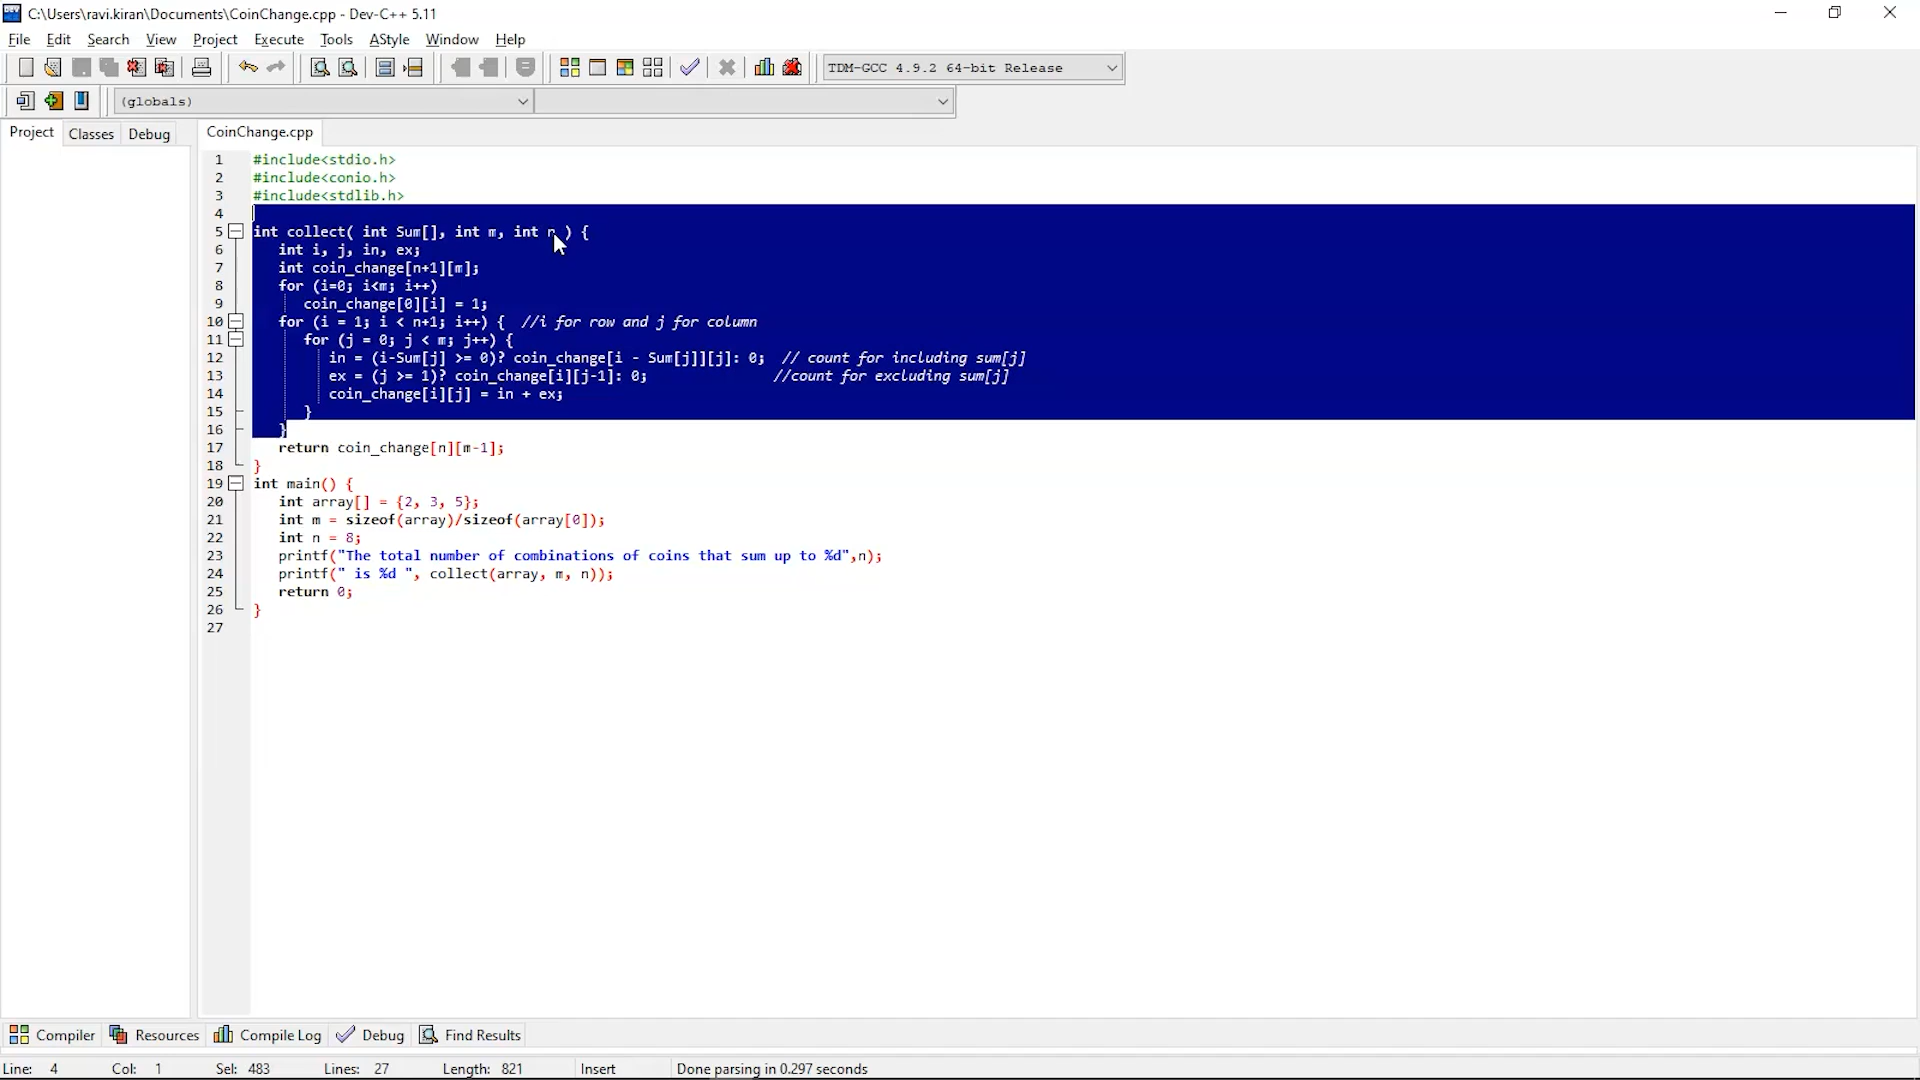 C:\Users\ravi.kiran\Documents\CoinChange.cpp - Dev-C++ 5.11
File Edit Search View Project Execute Tools AStyle Window Help
TDM-GCC 4.9.2 64-bit Release
(globals)
Project Classes Debug CoinChange.cpp
1 #include<stdio.h>
2 #include<conio.h>
3 #include<stdlib.h>
4
5 int collect( int Sum[], int m, int n ) {
6 int i, j, in, ex;
7 int coin_change[n+1][m];
8 for (i=0; i<m; i++)
9 coin_change[0][i] = 1;
10 for (i = 1; i < n+1; i++) { //i for row and j for column
11 for (j = 0; j < m; j++) {
12 in = (i-Sum[j] >= 0)? coin_change[i - Sum[j]][j]: 0; // count for including sum[j]
13 ex = (j >= 1)? coin_change[i][j-1]: 0; //count for excluding sum[j]
14 coin_change[i][j] = in + ex;
15 }
16 }
17 return coin_change[n][m-1];
18 }
19 int main() {
20 int array[] = {2, 3, 5};
21 int m = sizeof(array)/sizeof(array[0]);
22 int n = 8;
23 printf("The total number of combinations of coins that sum up to %d",n);
24 printf(" is %d ", collect(array, m, n));
25 return 0;
26 }
27
Compiler Resources Compile Log Debug Find Results
Line: 4 Col: 1 Sel: 483 Lines: 27 Length: 821 Insert Done parsing in 0.297 seconds